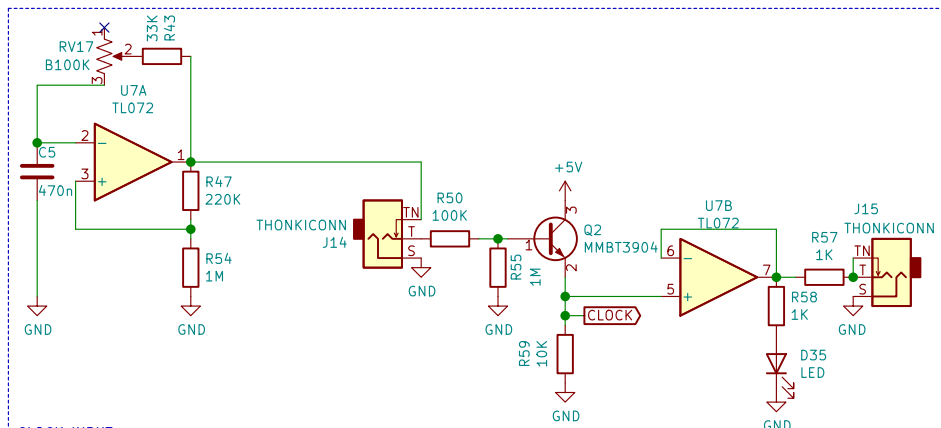 1
RV17
B100K
2
3
33K
R43
U7A
TL072
2
3
1
C5
470n
R47
220K
R54
1M
GND
GND
THONKICONN
J14
TN
T
S
GND
R50
100K
R55
1M
GND
+5V
3
1
2
Q2
MMBT3904
CLOCK
R59
10K
GND
U7B
TL072
6
5
7
R57
1K
R58
1K
D35
LED
GND
J15
THONKICONN
TN
T
S
GND